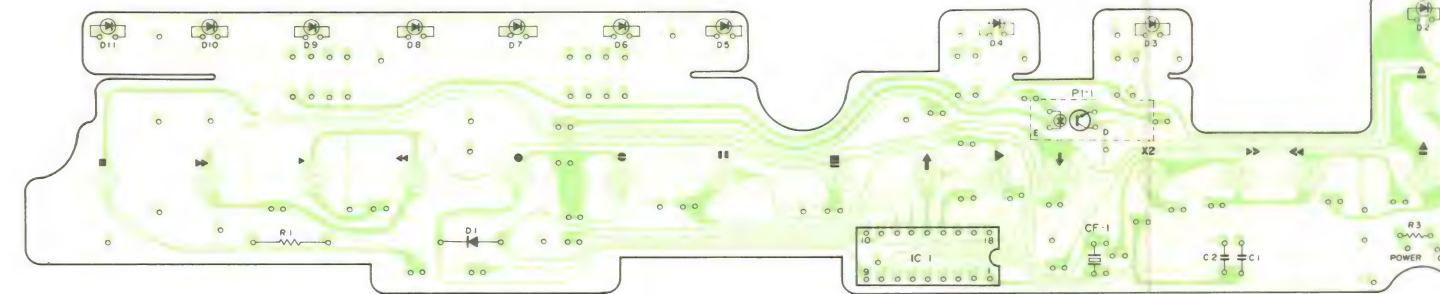 D11 D10 D9 D8 D7 D6 D5 D4 D3 D2
P1-1
E D
X2
R1 D1 CF-1 R3
10 18
IC 1
9 1
C2 C1 POWER